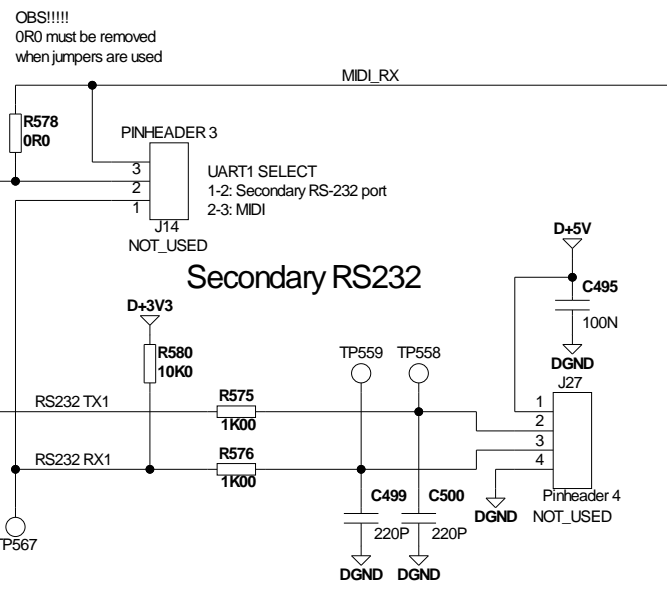 OBS!!!!!
0R0 must be removed
when jumpers are used
MIDI_RX
R578
0R0
PINHEADER 3
3
2
1
J14
NOT_USED
UART1 SELECT
1-2: Secondary RS-232 port
2-3: MIDI
Secondary RS232
D+5V
C495
100N
DGND
D+3V3
R580
10K0
TP559
TP558
J27
RS232 TX1
R575
1K00
1
2
3
4
RS232 RX1
R576
1K00
C499
220P
C500
220P
DGND
Pinheader 4
NOT_USED
TP567
DGND
DGND